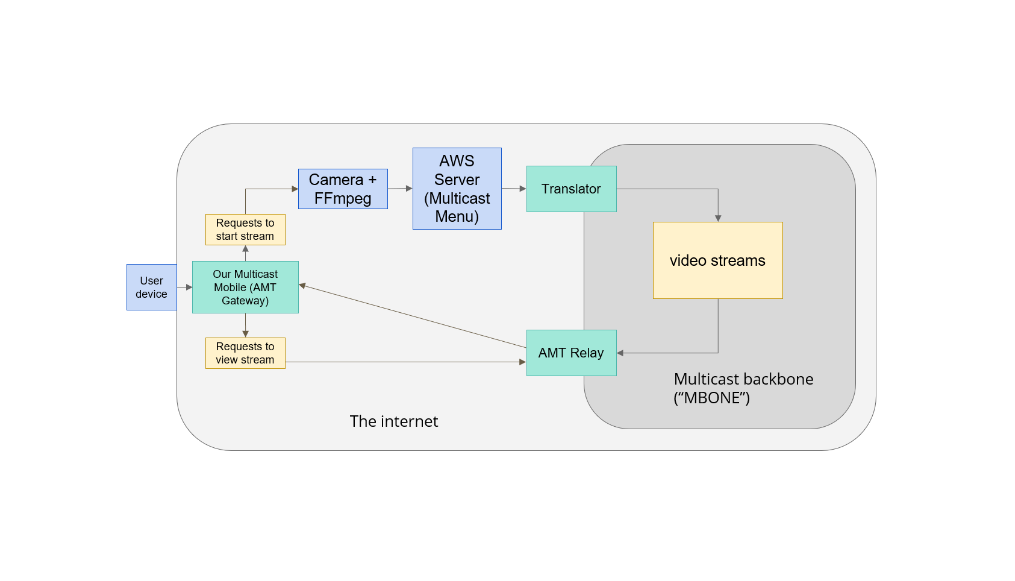 AWS
Server
(Multicast
Menu)
Camera +
FFmpeg
Translator
Requests to
start stream
video streams
User
device
Our Multicast
Mobile (AMT
Gateway)
Requests to
view stream
AMT Relay
Multicast backbone
(“MBONE”)
The internet